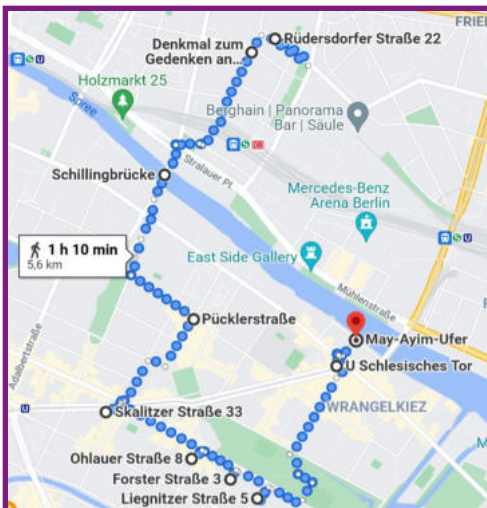 FRIE
Rüdersdorfer Straße 22
Denkmal zum
Gedenken an...
Holzmarkt 25
Spree
Berghain | Panorama
Bar | Säule
Stralauer Pl.
Schillingbrücke
Mercedes-Benz
Arena Berlin
1 h 10 min
5,6 km
East Side Gallery
Mühlenstraße
Pücklerstraße
May-Ayim-Ufer
Adalbertstraße
U Schlesisches Tor
Skalitzer Straße 33
WRANGELKIEZ
Ohlauer Straße 8
Forster Straße 3
Liegnitzer Straße 5